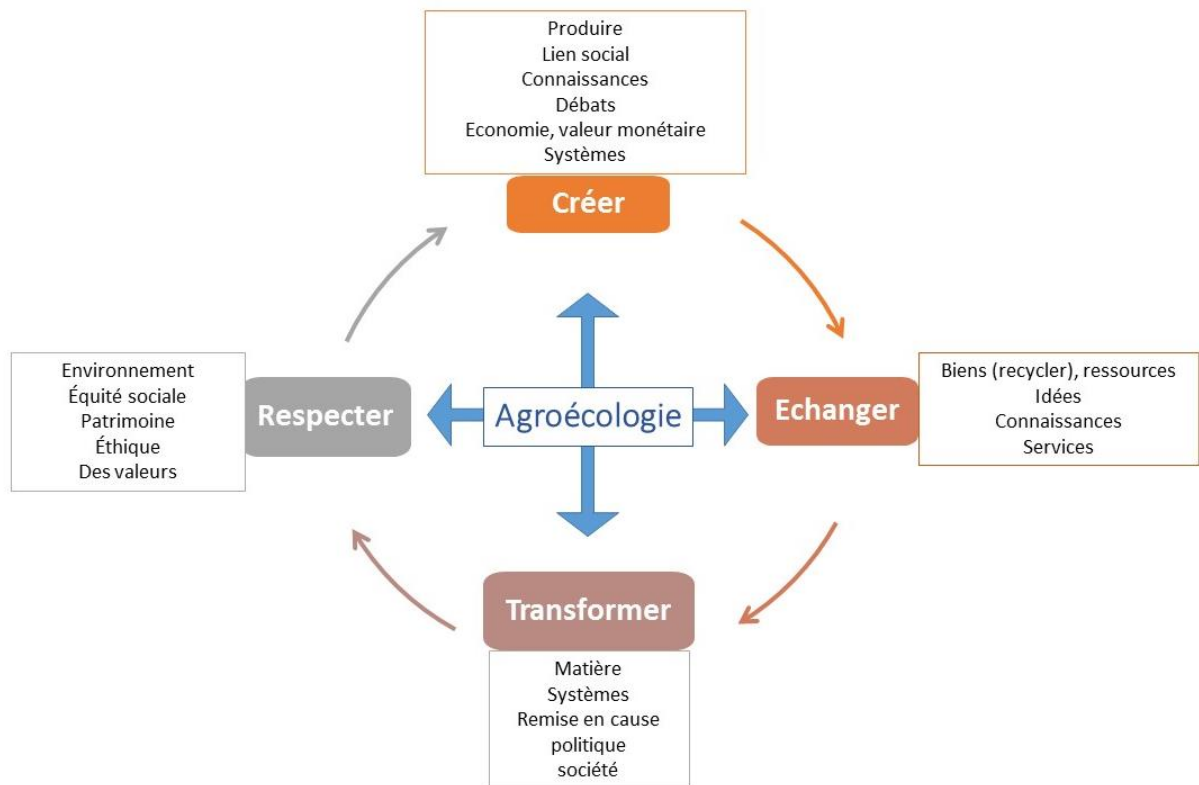 Produire
Lien social
Connaissances
Débats
Economie, valeur monétaire
Systèmes
Créer
Environnement
Équité sociale
Patrimoine
Éthique
Des valeurs
Respecter
Agroécologie
Echanger
Biens (recycler), ressources
Idées
Connaissances
Services
Transformer
Matière
Systèmes
Remise en cause
politique
société